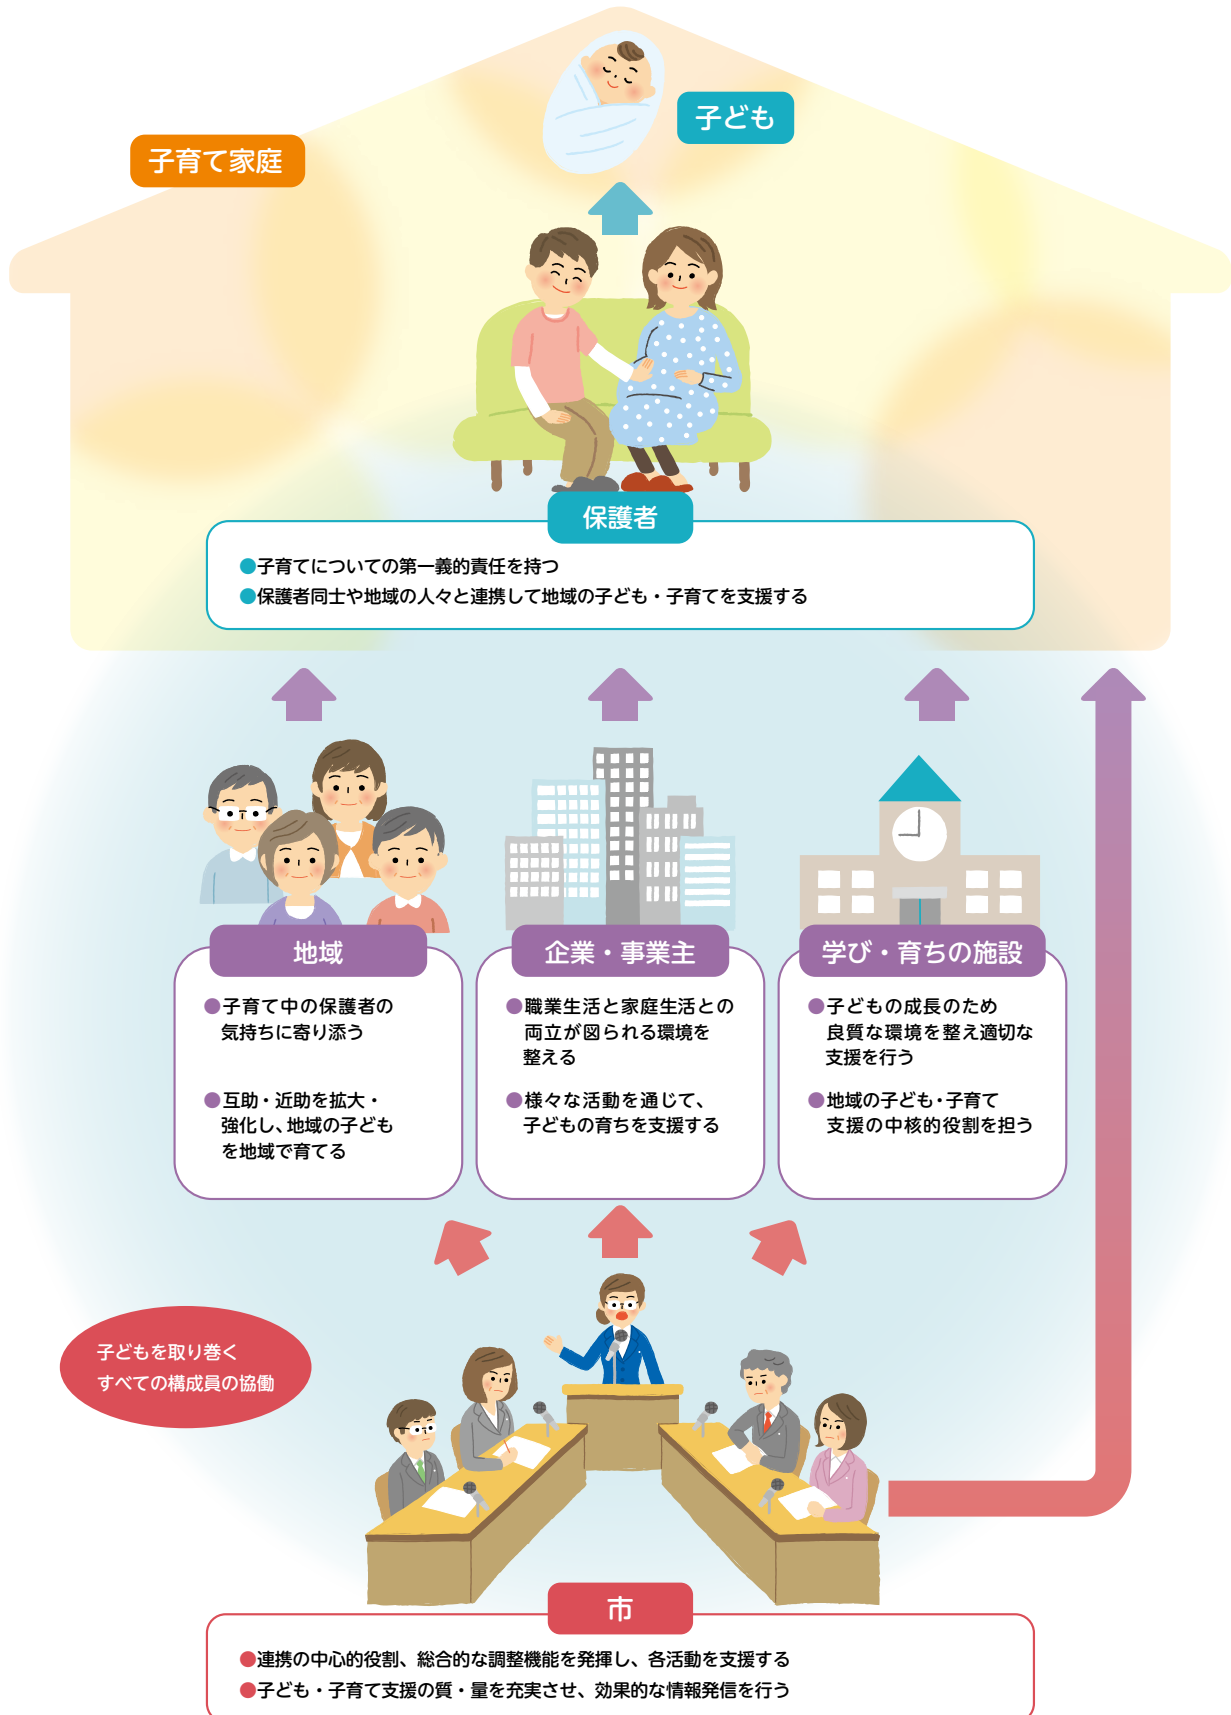 子ども
子育て家庭
保護者
●子育てについての第一義的責任を持つ
●保護者同士や地域の人々と連携して地域の子ども・子育てを支援する
地域
●子育て中の保護者の
気持ちに寄り添う
●互助・近助を拡大・
強化し、地域の子ども
を地域で育てる
企業・事業主
●職業生活と家庭生活との
両立が図られる環境を
整える
●様々な活動を通じて、
子どもの育ちを支援する
学び・育ちの施設
●子どもの成長のため
良質な環境を整え適切な
支援を行う
●地域の子ども・子育て
支援の中核的役割を担う
子どもを取り巻く
すべての構成員の協働
市
●連携の中心的役割、総合的な調整機能を発揮し、各活動を支援する
●子ども・子育て支援の質・量を充実させ、効果的な情報発信を行う